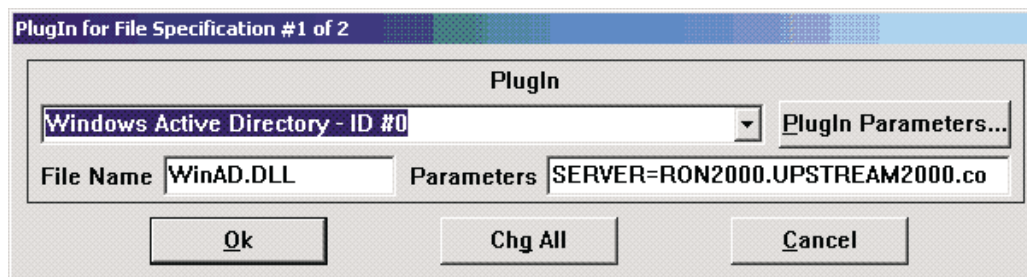 PlugIn for File Specification #1 of 2
PlugIn
Windows Active Directory - ID #0 PlugIn Parameters...
File Name WinAD.DLL Parameters SERVER=RON2000.UPSTREAM2000.co
Ok Chg All Cancel